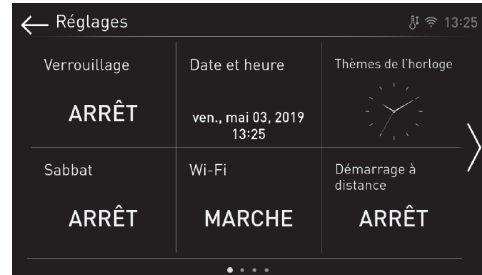 Réglages
13:25
Verrouillage
ARRÊT
Date et heure
ven., mai 03, 2019
13:25
Thèmes de l'horloge
Sabbat
ARRÊT
Wi-Fi
MARCHE
Démarrage à
distance
ARRÊT